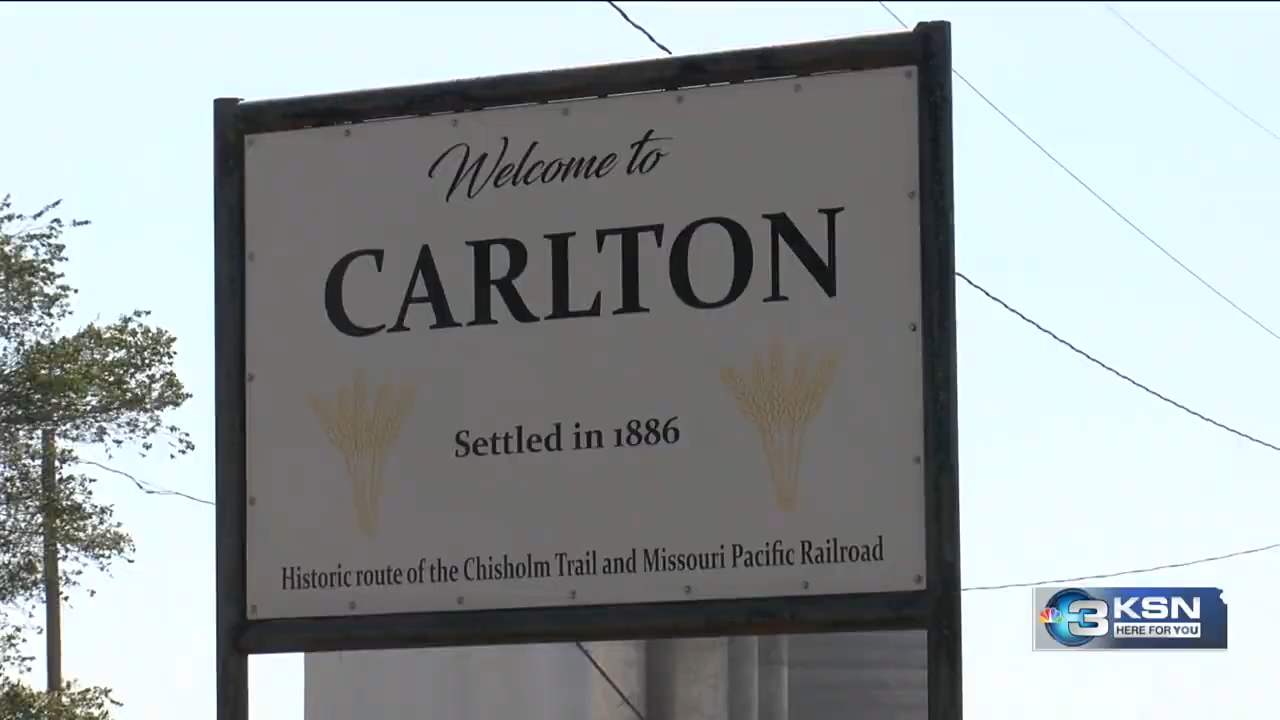 Welcome to
CARLTON
Settled in 1886
Historic route of the Chisholm Trail and Missouri Pacific Railroad
3 KSN
HERE FOR YOU